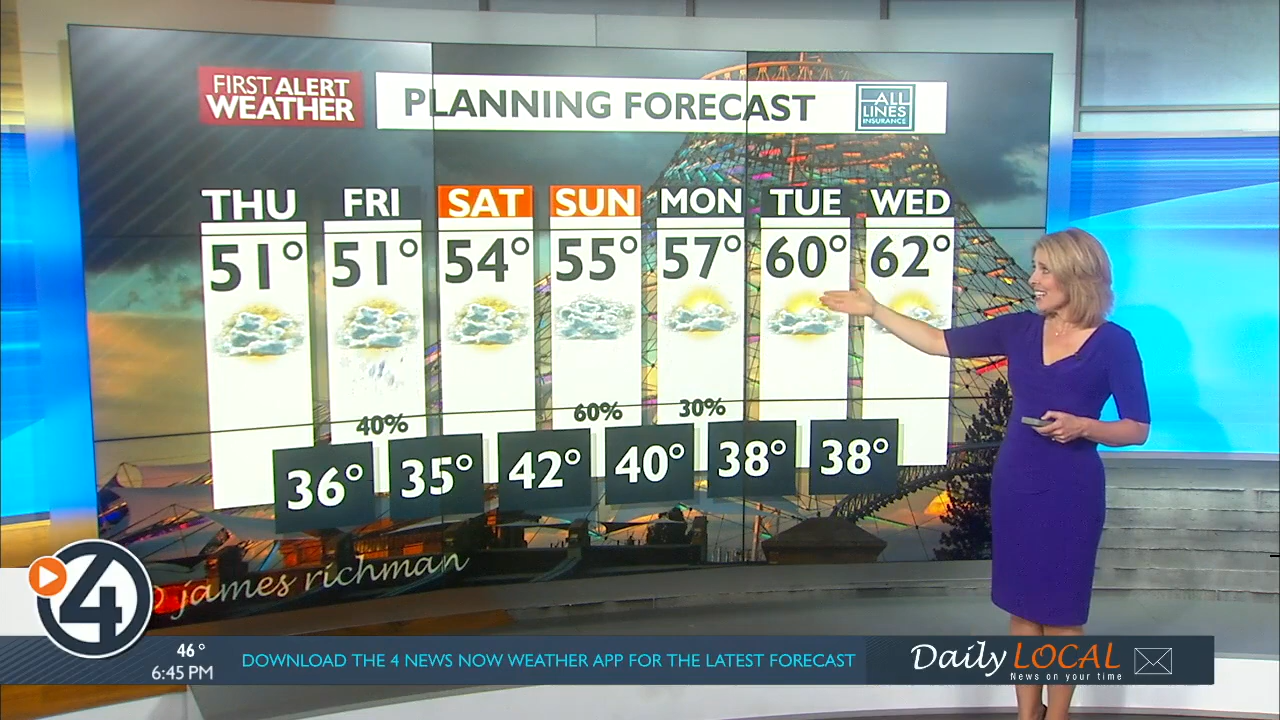 FIRST ALERT
WEATHER
PLANNING FORECAST
ALL
LINES
INSURANCE
THU FRI SAT SUN MON TUE WED
51° 51° 54° 55° 57° 60° 62°
40% 60% 30%
36° 35° 42° 40° 38° 38°
james richman
4
46°
6:45 PM
DOWNLOAD THE 4 NEWS NOW WEATHER APP FOR THE LATEST FORECAST
Daily LOCAL
News on your time